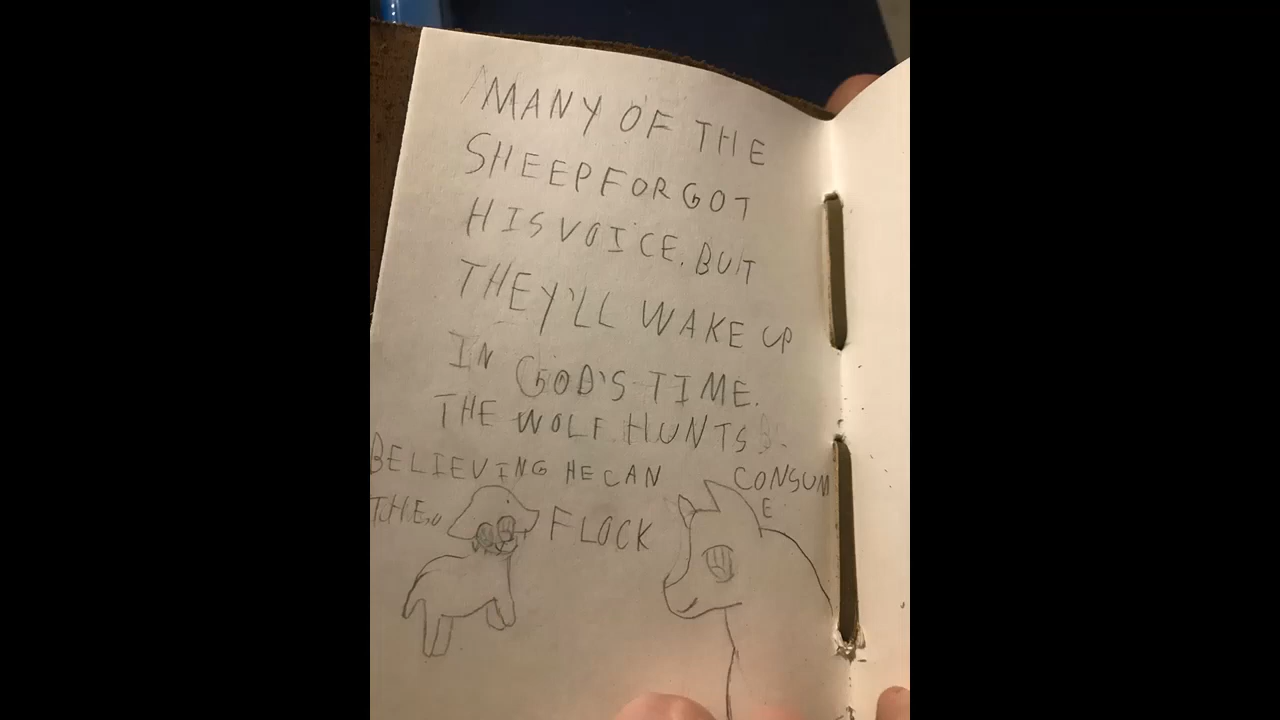 MANY OF THE
SHEEP FORGOT
HIS VOICE. BUT
THEY'LL WAKE UP
IN GOD'S TIME.
THE WOLF HUNTS
BELIEVING HE CAN CONSUM
E
THE FLOCK